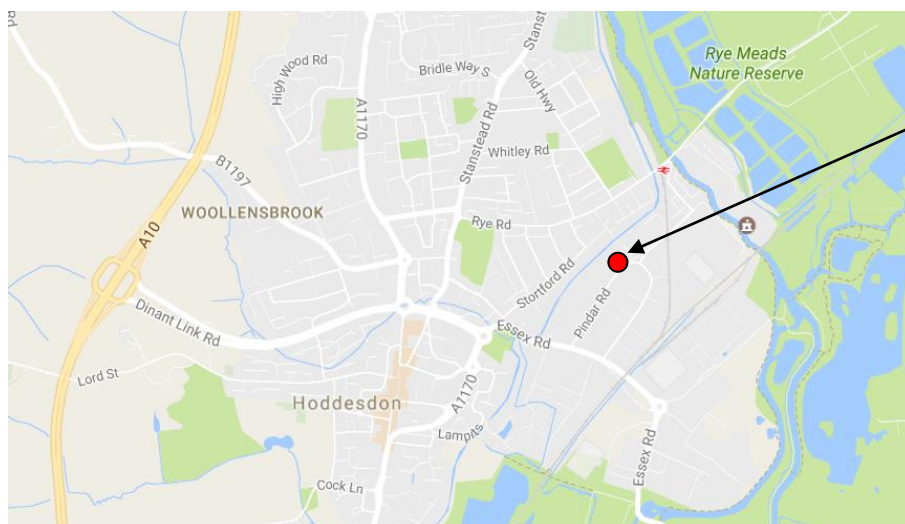 Rd
High Wood Rd
A1170
Bridle Way S
Stanstead Rd
Stans
Old Hwy
Rye Meads
Nature Reserve
Whitley Rd
B1197
WOOLLENSBROOK
A10
Rye Rd
Stortford Rd
Pindar Rd
Dinant Link Rd
Essex Rd
Lord St
Hoddesdon
A1170
Lampits
Essex Rd
Cock Ln